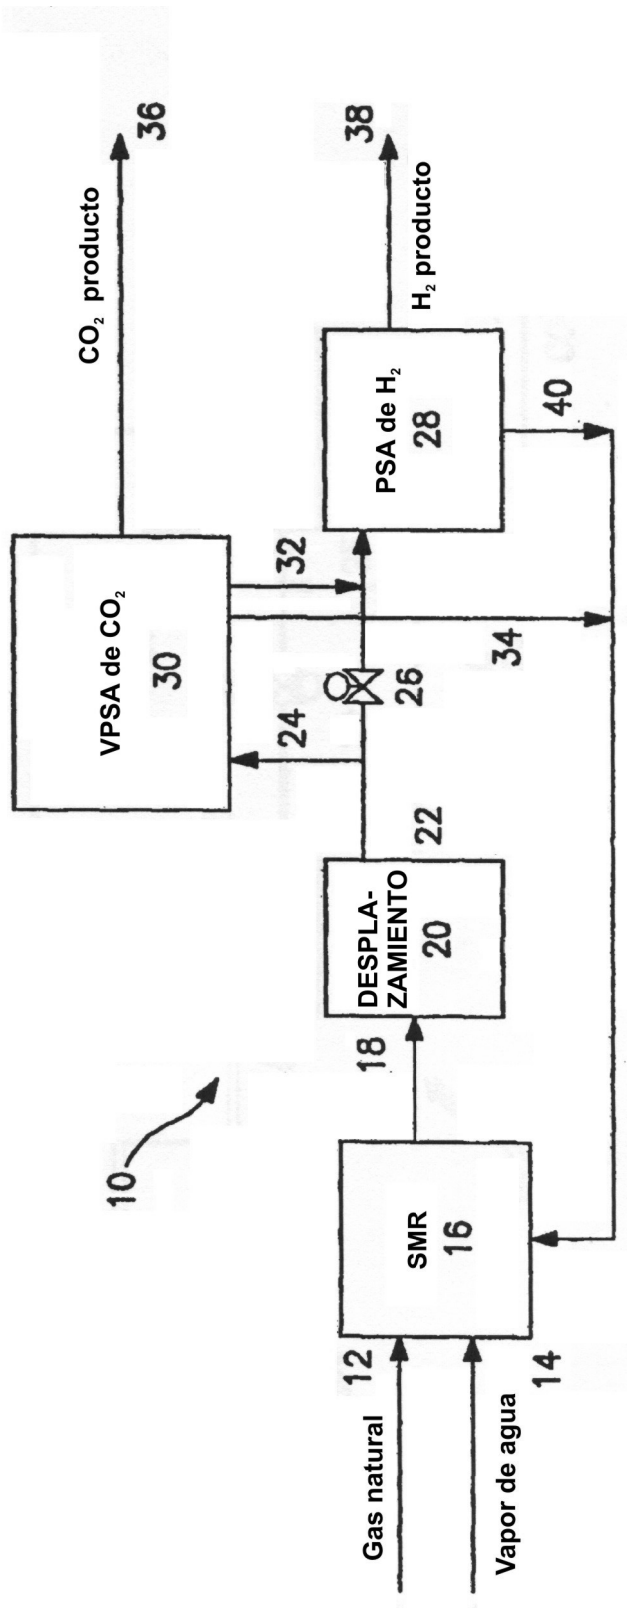 10
Gas natural
12
Vapor de agua
14
SMR
16
18
DESPLA-
ZAMIENTO
20
22
24
26
VPSA de CO₂
30
32
34
CO₂ producto
36
PSA de H₂
28
H₂ producto
38
40